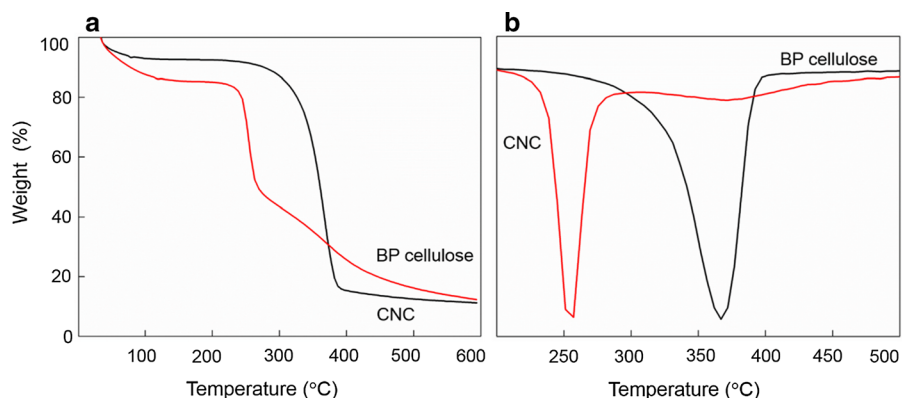 a
100
80
60
40
20
0
Weight (%)
BP cellulose
CNC
100 200 300 400 500 600
Temperature (°C)
b
BP cellulose
CNC
250 300 350 400 450 500
Temperature (°C)